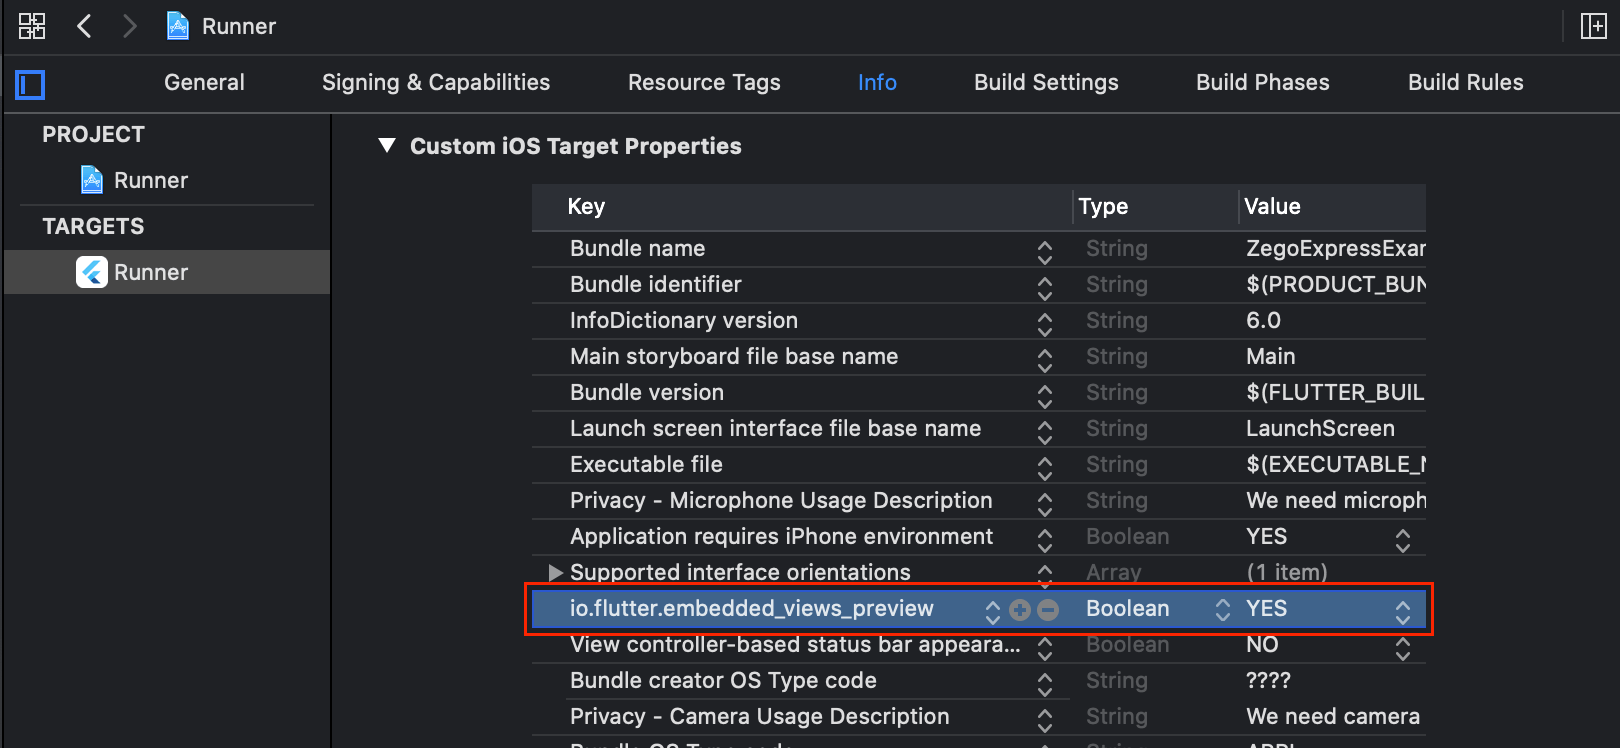 Runner
General Signing & Capabilities Resource Tags Info Build Settings Build Phases Build Rules
PROJECT
Runner
TARGETS
Runner
Custom iOS Target Properties
Key Type Value
Bundle name String ZegoExpressExar
Bundle identifier String $(PRODUCT_BUN
InfoDictionary version String 6.0
Main storyboard file base name String Main
Bundle version String $(FLUTTER_BUIL
Launch screen interface file base name String LaunchScreen
Executable file String $(EXECUTABLE_N
Privacy - Microphone Usage Description String We need microph
Application requires iPhone environment Boolean YES
Supported interface orientations Array (1 item)
io.flutter.embedded_views_preview Boolean YES
View controller-based status bar appeara... Boolean NO
Bundle creator OS Type code String ????
Privacy - Camera Usage Description String We need camera